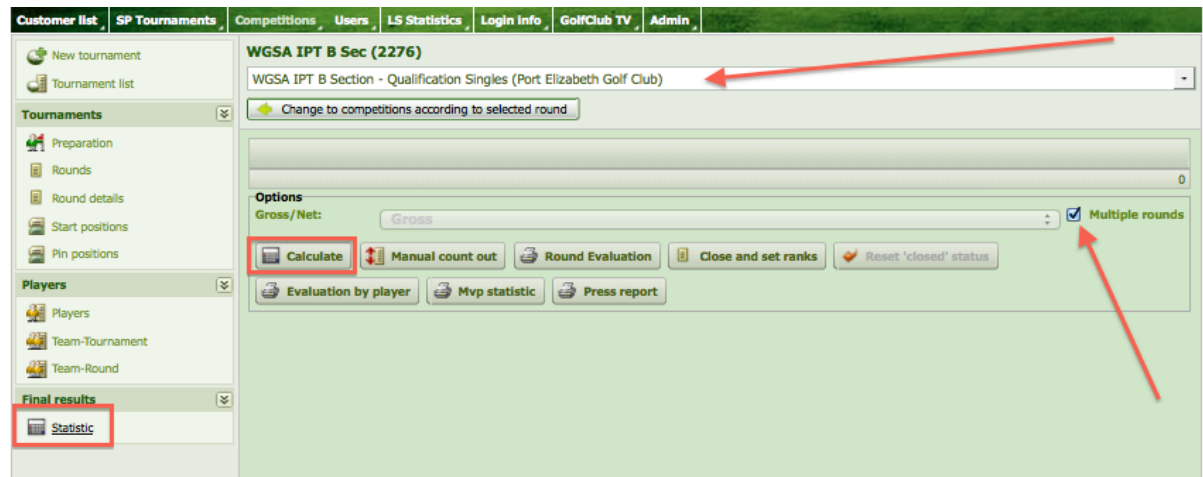 Customer list SP Tournaments Competitions Users LS Statistics Login info GolfClub TV Admin
New tournament
Tournament list
Tournaments
Preparation
Rounds
Round details
Start positions
Pin positions
Players
Players
Team-Tournament
Team-Round
Final results
Statistic
WGSA IPT B Sec (2276)
WGSA IPT B Section - Qualification Singles (Port Elizabeth Golf Club)
Change to competitions according to selected round
0
Options
Gross/Net: Gross Multiple rounds
Calculate Manual count out Round Evaluation Close and set ranks Reset 'closed' status
Evaluation by player Mvp statistic Press report